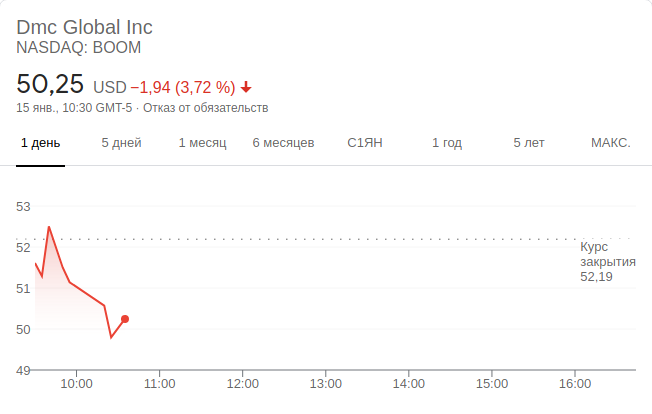 Dmc Global Inc
NASDAQ: BOOM
50,25 USD −1,94 (3,72 %)
15 янв., 10:30 GMT-5 · Отказ от обязательств
1 день 5 дней 1 месяц 6 месяцев С1ЯН 1 год 5 лет МАКС.
53
52
51
50
49
Курс
закрытия
52,19
10:00 11:00 12:00 13:00 14:00 15:00 16:00